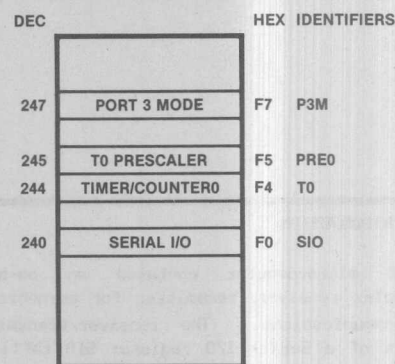 DEC HEX IDENTIFIERS
247 PORT 3 MODE F7 P3M
245 T0 PRESCALER F5 PRE0
244 TIMER/COUNTER0 F4 T0
240 SERIAL I/O F0 SIO